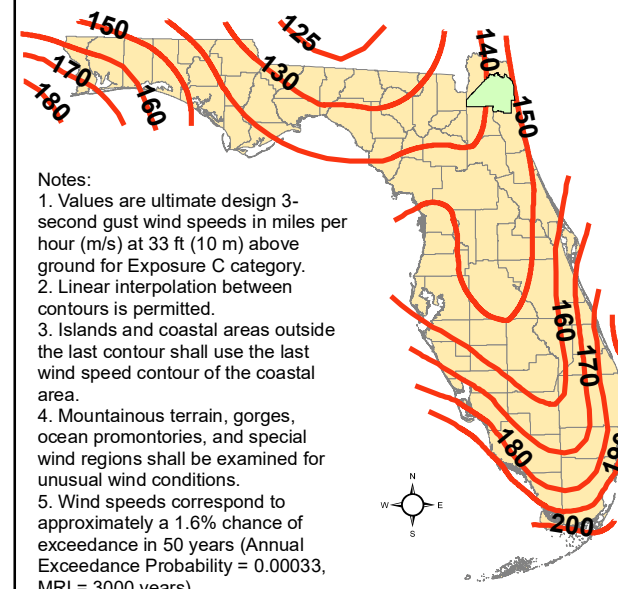 150
125
140
170
130
180
160
150
Notes:
1. Values are ultimate design 3-
second gust wind speeds in miles per
hour (m/s) at 33 ft (10 m) above
ground for Exposure C category.
2. Linear interpolation between
contours is permitted.
3. Islands and coastal areas outside
the last contour shall use the last
wind speed contour of the coastal
area.
4. Mountainous terrain, gorges,
ocean promontories, and special
wind regions shall be examined for
unusual wind conditions.
5. Wind speeds correspond to
approximately a 1.6% chance of
exceedance in 50 years (Annual
Exceedance Probability = 0.00033,
MRI = 3000 years)
160
170
180
N
W E
S
200